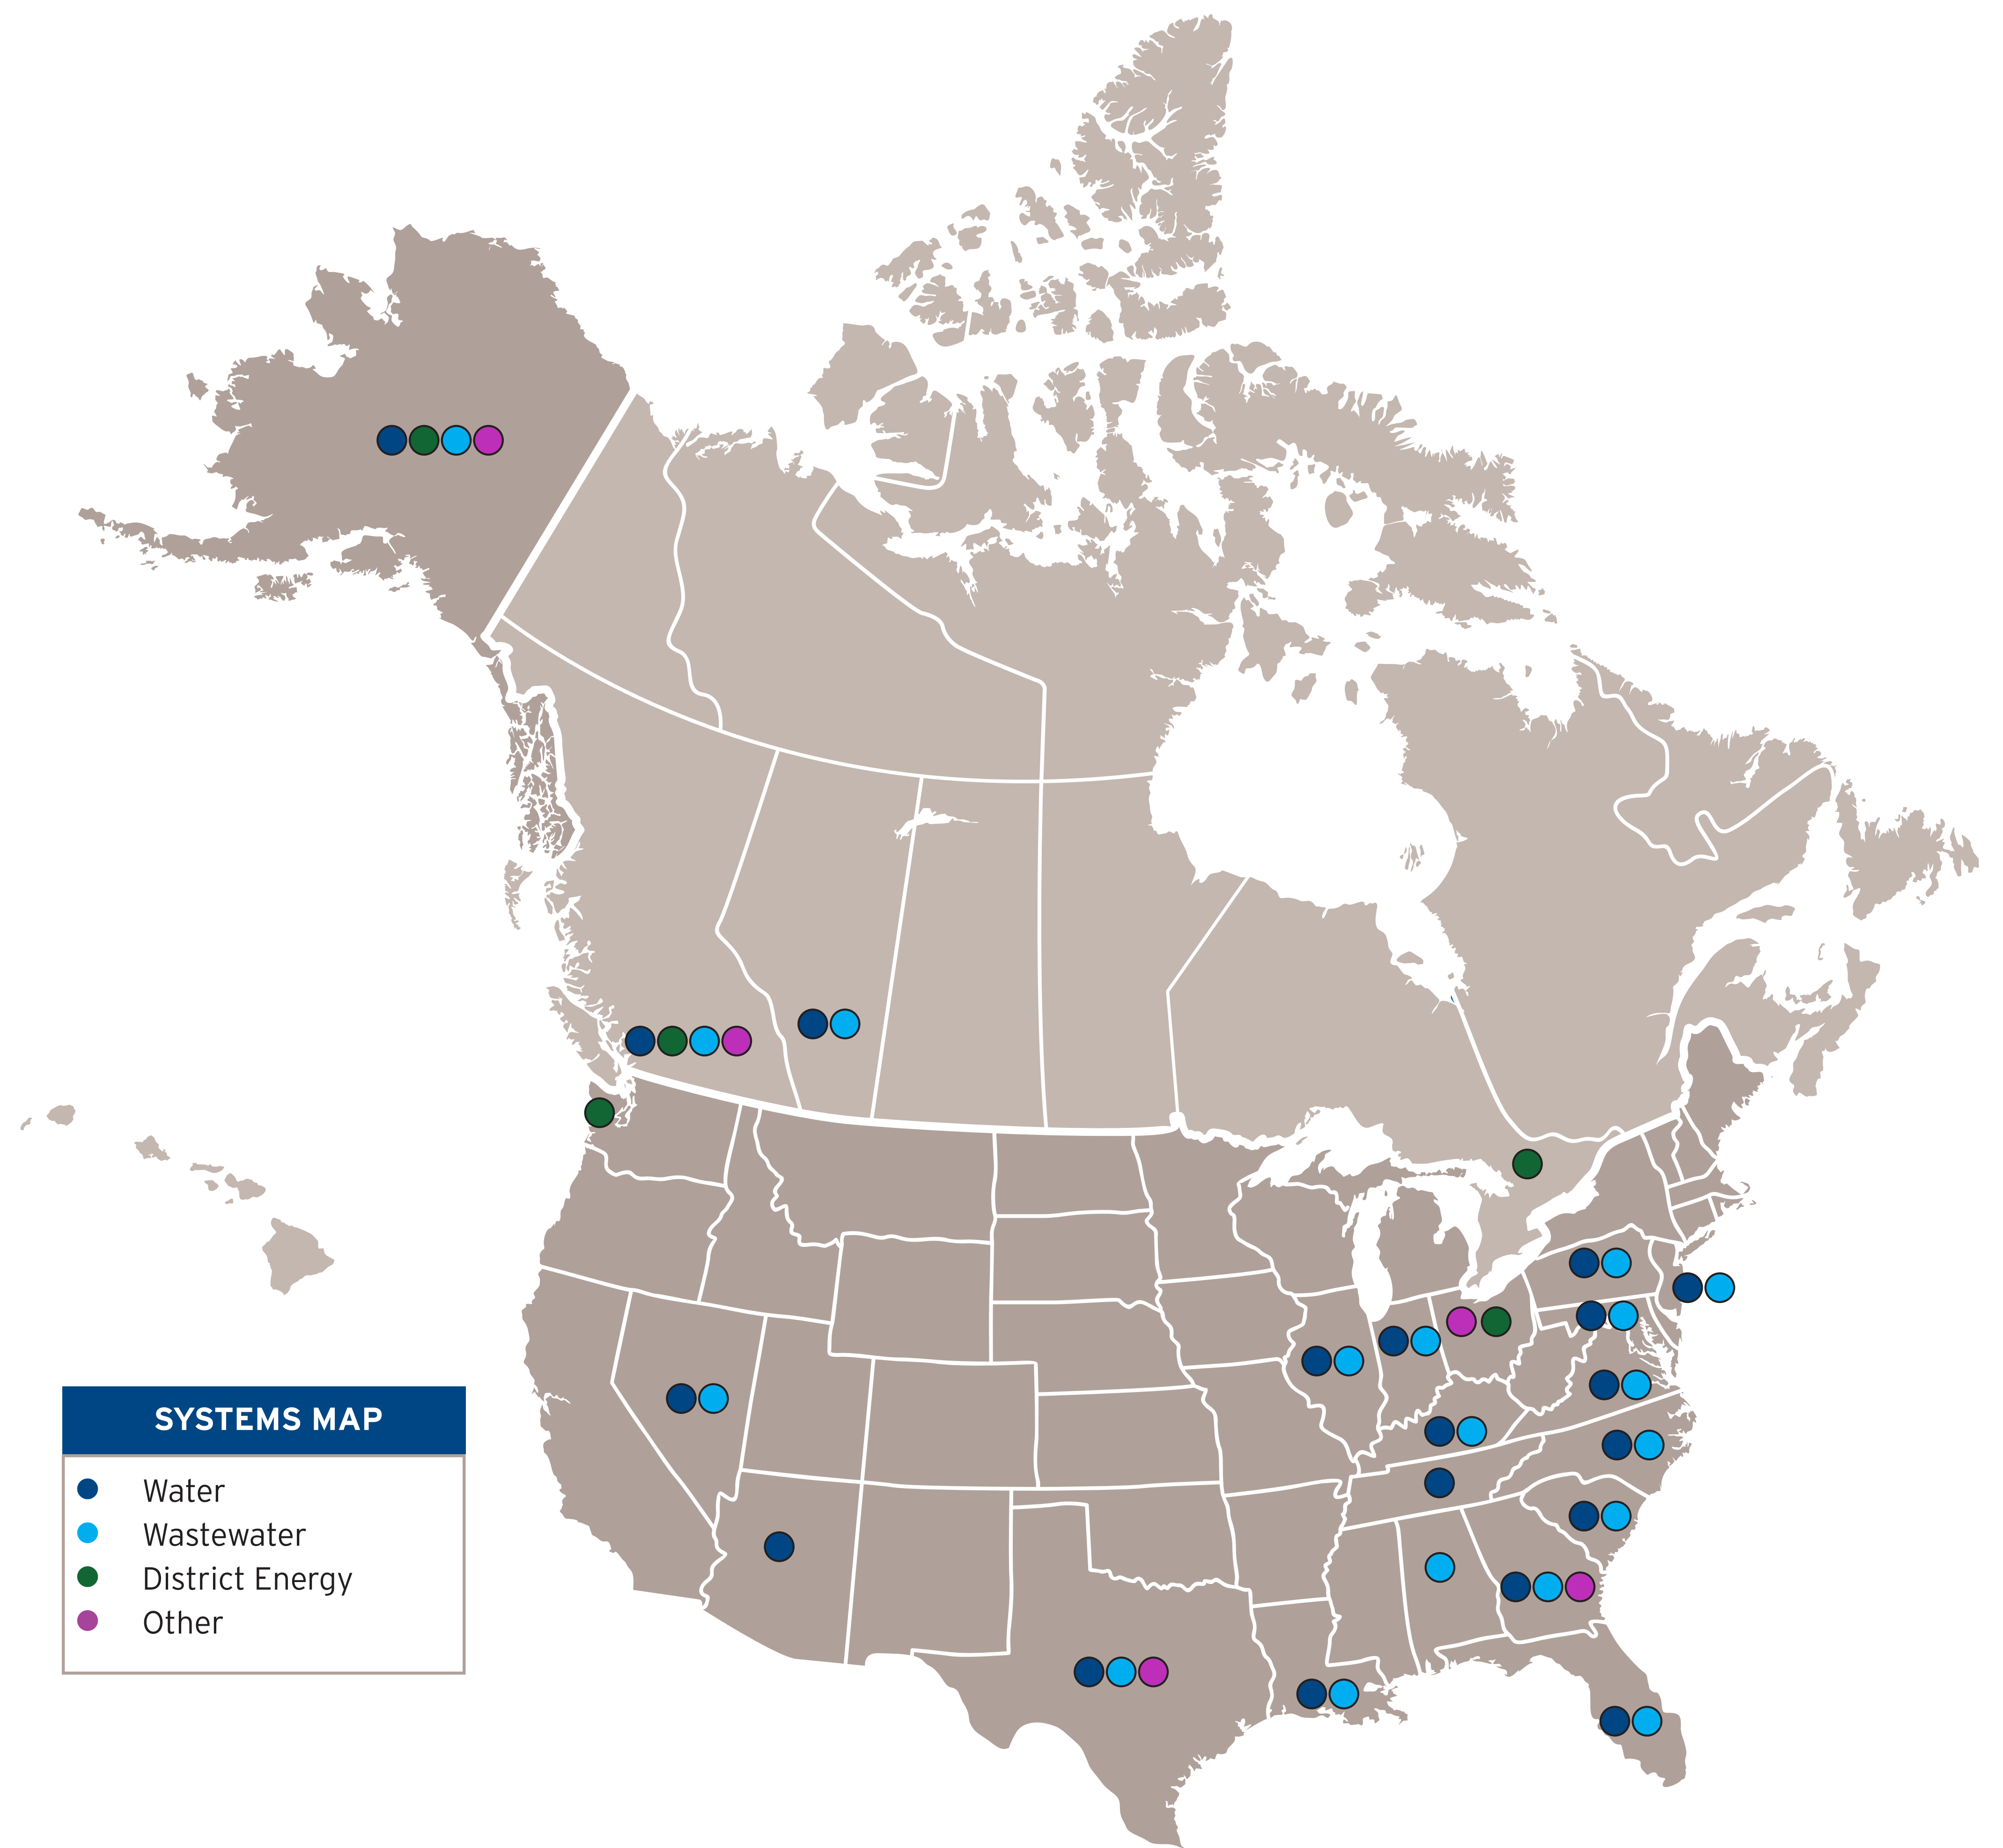 SYSTEMS MAP
Water
Wastewater
District Energy
Other